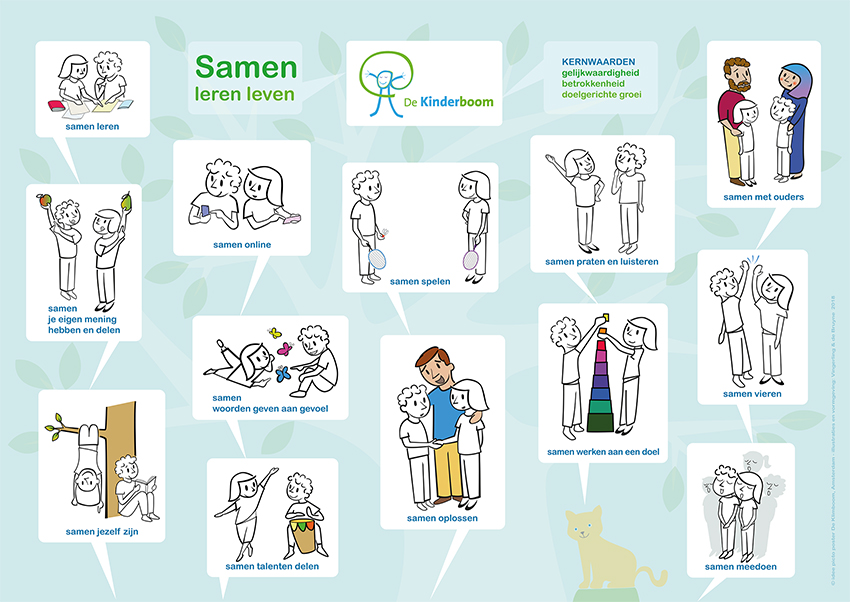 Samen
leren leven
De Kinderboom
KERNWAARDEN
gelijkwaardigheid
betrokkenheid
doelgerichte groei
samen leren
samen met ouders
samen online
samen spelen
samen praten en luisteren
samen
je eigen mening
hebben en delen
samen
woorden geven aan gevoel
samen vieren
samen werken aan een doel
samen jezelf zijn
samen talenten delen
samen oplossen
samen meedoen